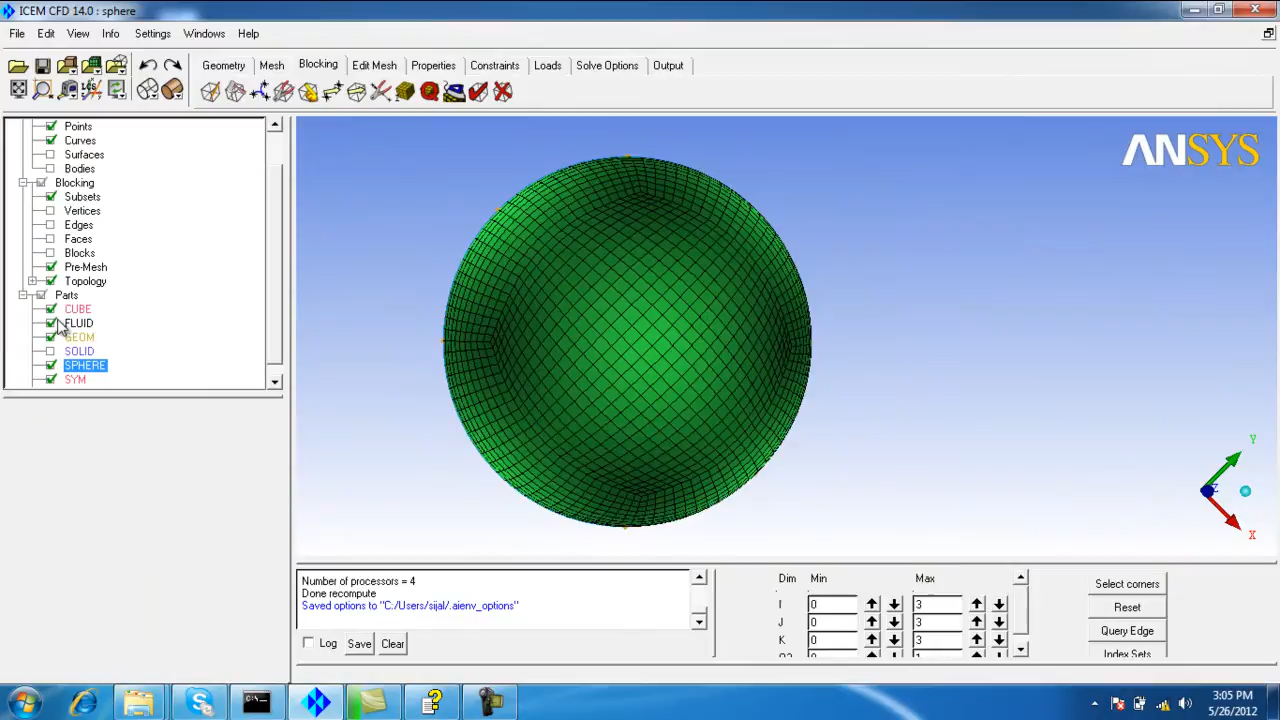 ICEM CFD 14.0 : sphere
File Edit View Info Settings Windows Help
Geometry Mesh Blocking Edit Mesh Properties Constraints Loads Solve Options Output
Points
Curves
Surfaces
Bodies
Blocking
Subsets
Vertices
Edges
Faces
Blocks
Pre-Mesh
Topology
Parts
CUBE
FLUID
GEOM
SOLID
SPHERE
SYM
ANSYS
Y
Z
X
Number of processors = 4
Done recompute
Saved options to "C:/Users/sijal/.aienv_options"
Log Save Clear
Dim Min Max
I 0 3
J 0 3
K 0 3
Select corners
Reset
Query Edge
Index Sets
3:05 PM
5/26/2012